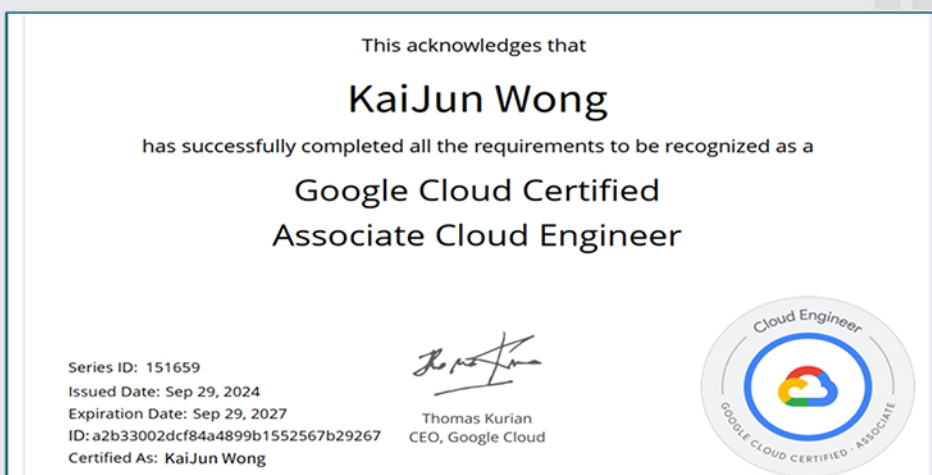 This acknowledges that
KaiJun Wong
has successfully completed all the requirements to be recognized as a
Google Cloud Certified
Associate Cloud Engineer
Series ID: 151659
Issued Date: Sep 29, 2024
Expiration Date: Sep 29, 2027
ID: a2b33002dcf84a4899b1552567b29267
Certified As: KaiJun Wong
Thomas Kurian
CEO, Google Cloud
Cloud Engineer
GOOGLE CLOUD CERTIFIED · ASSOCIATE